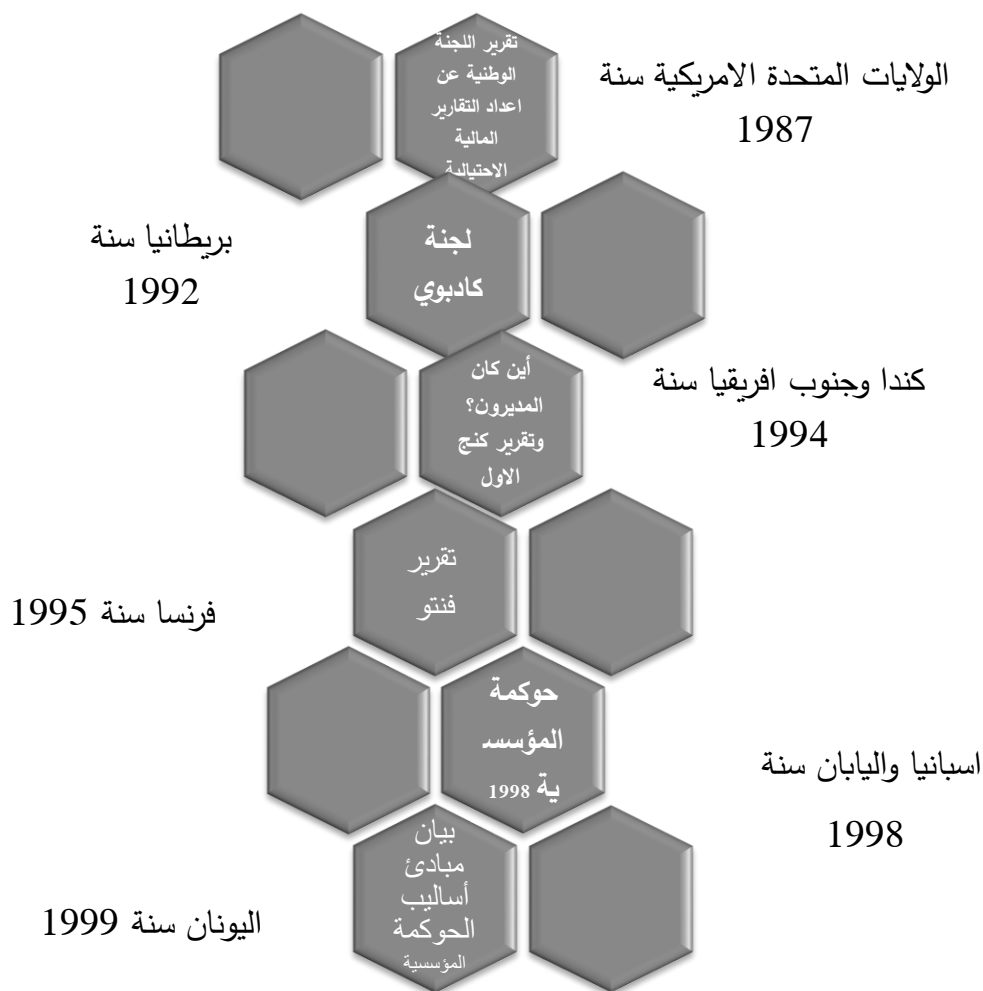 تقرير اللجنة
الوطنية عن
اعداد التقارير
المالية
الاحتيالية
الولايات المتحدة الامريكية سنة
1987
لجنة
كادبوي
بريطانيا سنة
1992
أين كان
المديرون؟
وتقرير كنج
الاول
كندا وجنوب افريقيا سنة
1994
تقرير
فنتو
فرنسا سنة 1995
حوكمة
المؤسسـ
ية 1998
اسبانيا واليابان سنة
1998
بيان
مبادئ
أساليب
الحوكمة
المؤسسية
اليونان سنة 1999